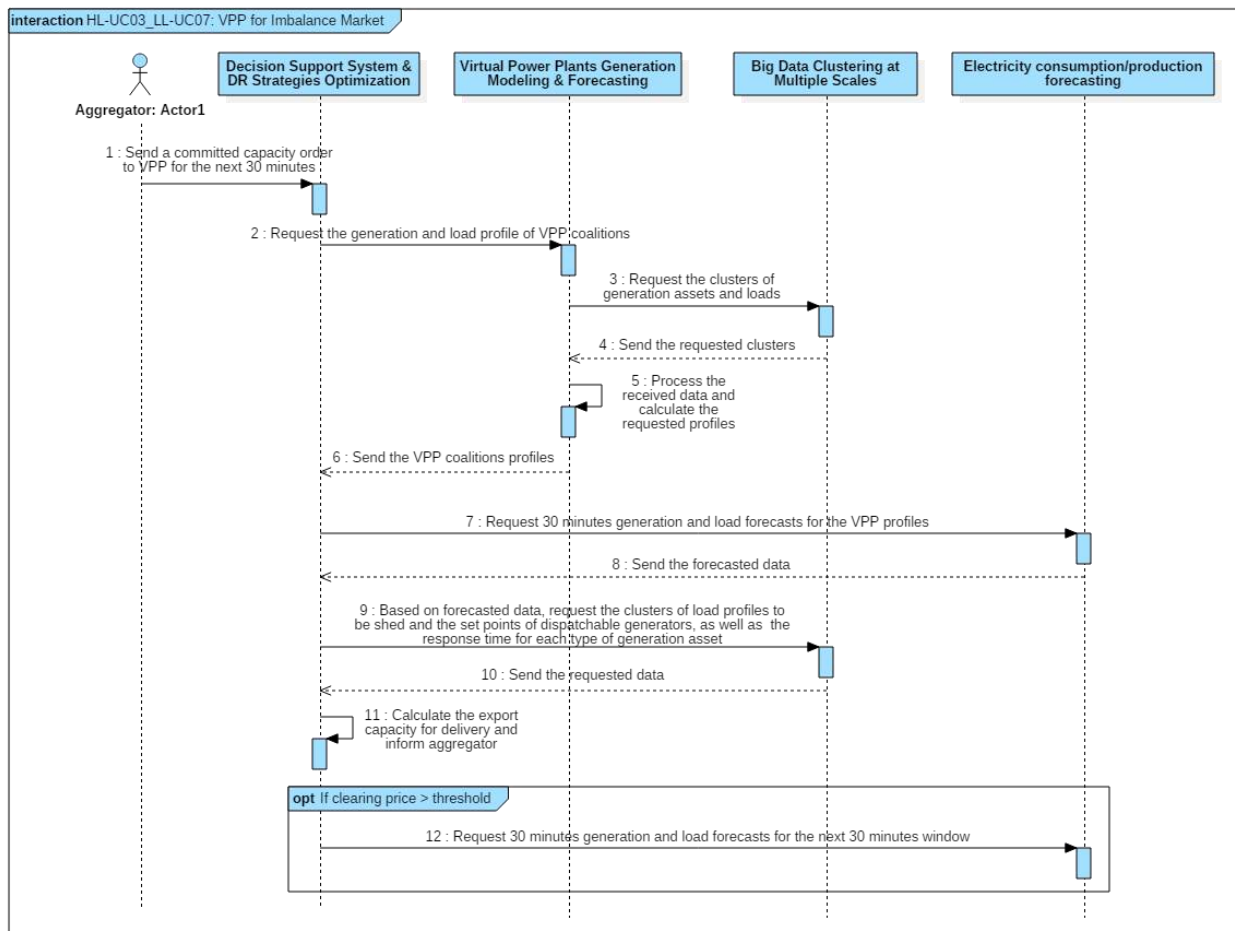 interaction HL-UC03_LL-UC07: VPP for Imbalance Market
Aggregator: Actor1
Decision Support System &
DR Strategies Optimization
Virtual Power Plants Generation
Modeling & Forecasting
Big Data Clustering at
Multiple Scales
Electricity consumption/production
forecasting
1 : Send a committed capacity order
to VPP for the next 30 minutes
2 : Request the generation and load profile of VPP coalitions
3 : Request the clusters of
generation assets and loads
4 : Send the requested clusters
5 : Process the
received data and
calculate the
requested profiles
6 : Send the VPP coalitions profiles
7 : Request 30 minutes generation and load forecasts for the VPP profiles
8 : Send the forecasted data
9 : Based on forecasted data, request the clusters of load profiles to
be shed and the set points of dispatchable generators, as well as the
response time for each type of generation asset
10 : Send the requested data
11 : Calculate the export
capacity for delivery and
inform aggregator
opt If clearing price > threshold
12 : Request 30 minutes generation and load forecasts for the next 30 minutes window